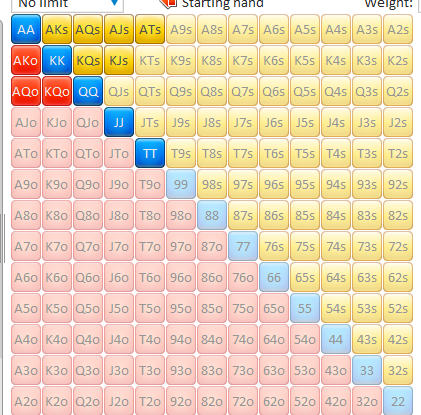 No limit Starting hand Weight:
AA AKs AQs AJs ATs A9s A8s A7s A6s A5s A4s A3s A2s
AKo KK KQs KJs KTs K9s K8s K7s K6s K5s K4s K3s K2s
AQo KQo QQ QJs QTs Q9s Q8s Q7s Q6s Q5s Q4s Q3s Q2s
AJo KJo QJo JJ JTs J9s J8s J7s J6s J5s J4s J3s J2s
ATo KTo QTo JTo TT T9s T8s T7s T6s T5s T4s T3s T2s
A9o K9o Q9o J9o T9o 99 98s 97s 96s 95s 94s 93s 92s
A8o K8o Q8o J8o T8o 98o 88 87s 86s 85s 84s 83s 82s
A7o K7o Q7o J7o T7o 97o 87o 77 76s 75s 74s 73s 72s
A6o K6o Q6o J6o T6o 96o 86o 76o 66 65s 64s 63s 62s
A5o K5o Q5o J5o T5o 95o 85o 75o 65o 55 54s 53s 52s
A4o K4o Q4o J4o T4o 94o 84o 74o 64o 54o 44 43s 42s
A3o K3o Q3o J3o T3o 93o 83o 73o 63o 53o 43o 33 32s
A2o K2o Q2o J2o T2o 92o 82o 72o 62o 52o 42o 32o 22